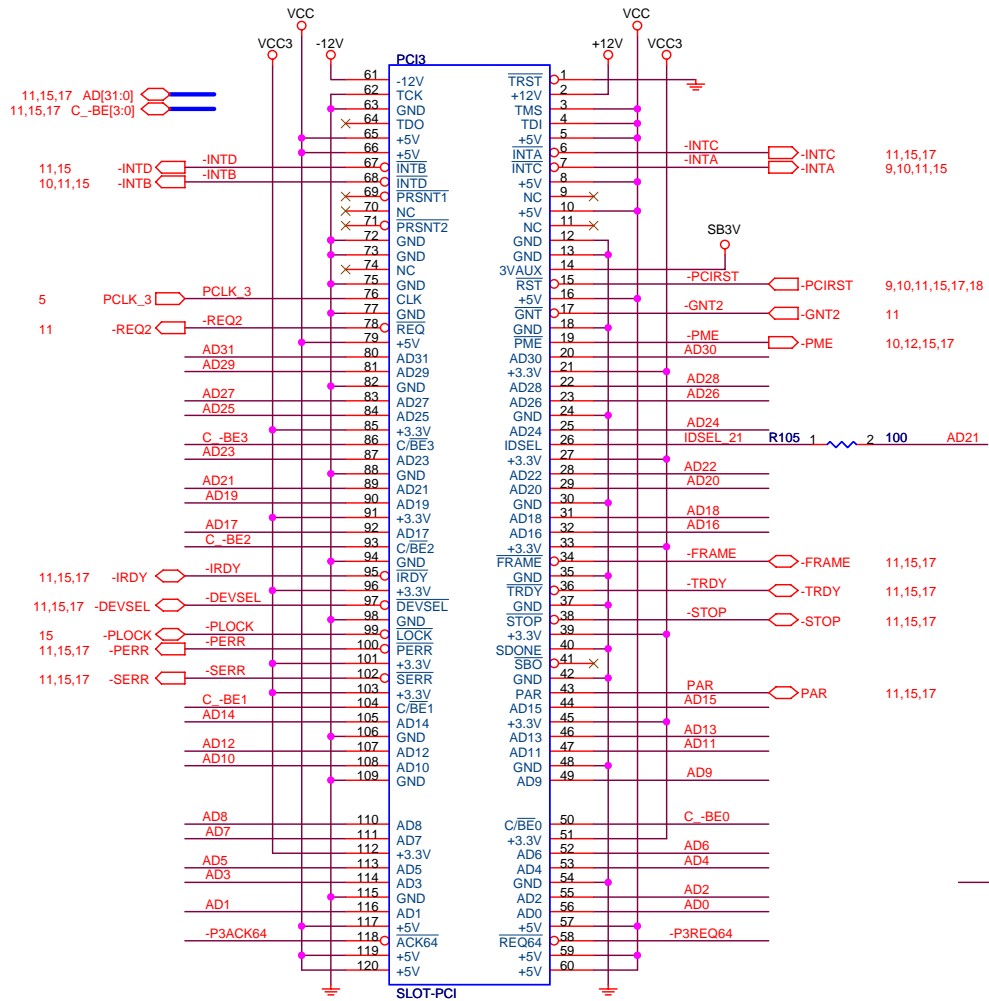 VCC VCC
VCC3 -12V +12V VCC3
PCI3
61 -12V TRST 1
62 TCK +12V 2
11,15,17 AD[31:0]
11,15,17 C_-BE[3:0]
63 GND TMS 3
64 TDO TDI 4
65 +5V +5V 5
66 +5V INTA 6 -INTC -INTC 11,15,17
11,15 -INTD -INTD 67 INTB INTC 7 -INTA -INTA 9,10,11,15
10,11,15 -INTB -INTB 68 INTD +5V 8
69 PRSNT1 NC 9
70 NC +5V 10
71 PRSNT2 NC 11
72 GND GND 12 SB3V
73 GND GND 13
74 NC 3VAUX 14
75 GND RST 15 -PCIRST -PCIRST 9,10,11,15,17,18
5 PCLK_3 PCLK_3 76 CLK +5V 16
77 GND GNT 17 -GNT2 -GNT2 11
11 -REQ2 -REQ2 78 REQ GND 18
79 +5V PME 19 -PME -PME 10,12,15,17
AD31 80 AD31 AD30 20 AD30
AD29 81 AD29 +3.3V 21
82 GND AD28 22 AD28
AD27 83 AD27 AD26 23 AD26
AD25 84 AD25 GND 24
85 +3.3V AD24 25 AD24
C_-BE3 86 C/BE3 IDSEL 26 IDSEL_21 R105 1 2 100 AD21
AD23 87 AD23 +3.3V 27
88 GND AD22 28 AD22
AD21 89 AD21 AD20 29 AD20
AD19 90 AD19 GND 30
91 +3.3V AD18 31 AD18
AD17 92 AD17 AD16 32 AD16
C_-BE2 93 C/BE2 +3.3V 33
94 GND FRAME 34 -FRAME -FRAME 11,15,17
11,15,17 -IRDY -IRDY 95 IRDY GND 35
96 +3.3V TRDY 36 -TRDY -TRDY 11,15,17
11,15,17 -DEVSEL -DEVSEL 97 DEVSEL GND 37
98 GND STOP 38 -STOP -STOP 11,15,17
15 -PLOCK -PLOCK 99 LOCK +3.3V 39
11,15,17 -PERR -PERR 100 PERR SDONE 40
101 +3.3V SBO 41
11,15,17 -SERR -SERR 102 SERR GND 42
103 +3.3V PAR 43 PAR PAR 11,15,17
C_-BE1 104 C/BE1 AD15 44 AD15
AD14 105 AD14 +3.3V 45
106 GND AD13 46 AD13
AD12 107 AD12 AD11 47 AD11
AD10 108 AD10 GND 48
109 GND AD9 49 AD9
AD8 110 AD8 C/BE0 50 C_-BE0
AD7 111 AD7 +3.3V 51
112 +3.3V AD6 52 AD6
AD5 113 AD5 AD4 53 AD4
AD3 114 AD3 GND 54
115 GND AD2 55 AD2
AD1 116 AD1 AD0 56 AD0
117 +5V +5V 57
-P3ACK64 118 ACK64 REQ64 58 -P3REQ64
119 +5V +5V 59
120 +5V +5V 60
SLOT-PCI